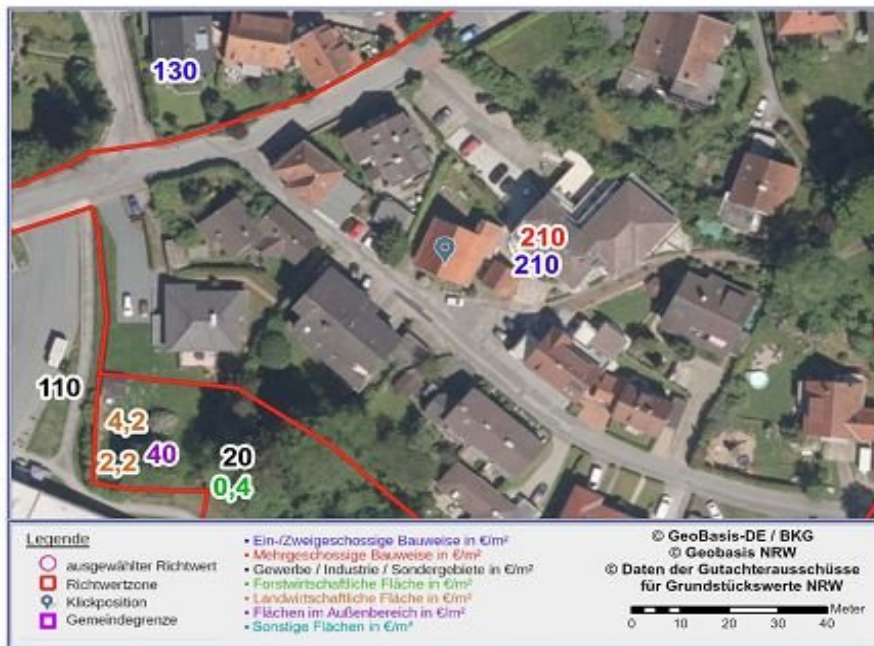 130
210
210
110
4,2
2,2 40 20
0,4
Legende
ausgewählter Richtwert
Richtwertzone
Klickposition
Gemeindegrenze
▪ Ein-/Zweigeschossige Bauweise in €/m²
▪ Mehrgeschossige Bauweise in €/m²
▪ Gewerbe / Industrie / Sondergebiete in €/m²
▪ Forstwirtschaftliche Fläche in €/m²
▪ Landwirtschaftliche Fläche in €/m²
▪ Flächen im Außenbereich in €/m²
▪ Sonstige Flächen in €/m²
© GeoBasis-DE / BKG
© Geobasis NRW
© Daten der Gutachterausschüsse
für Grundstückswerte NRW
Meter
0 10 20 40